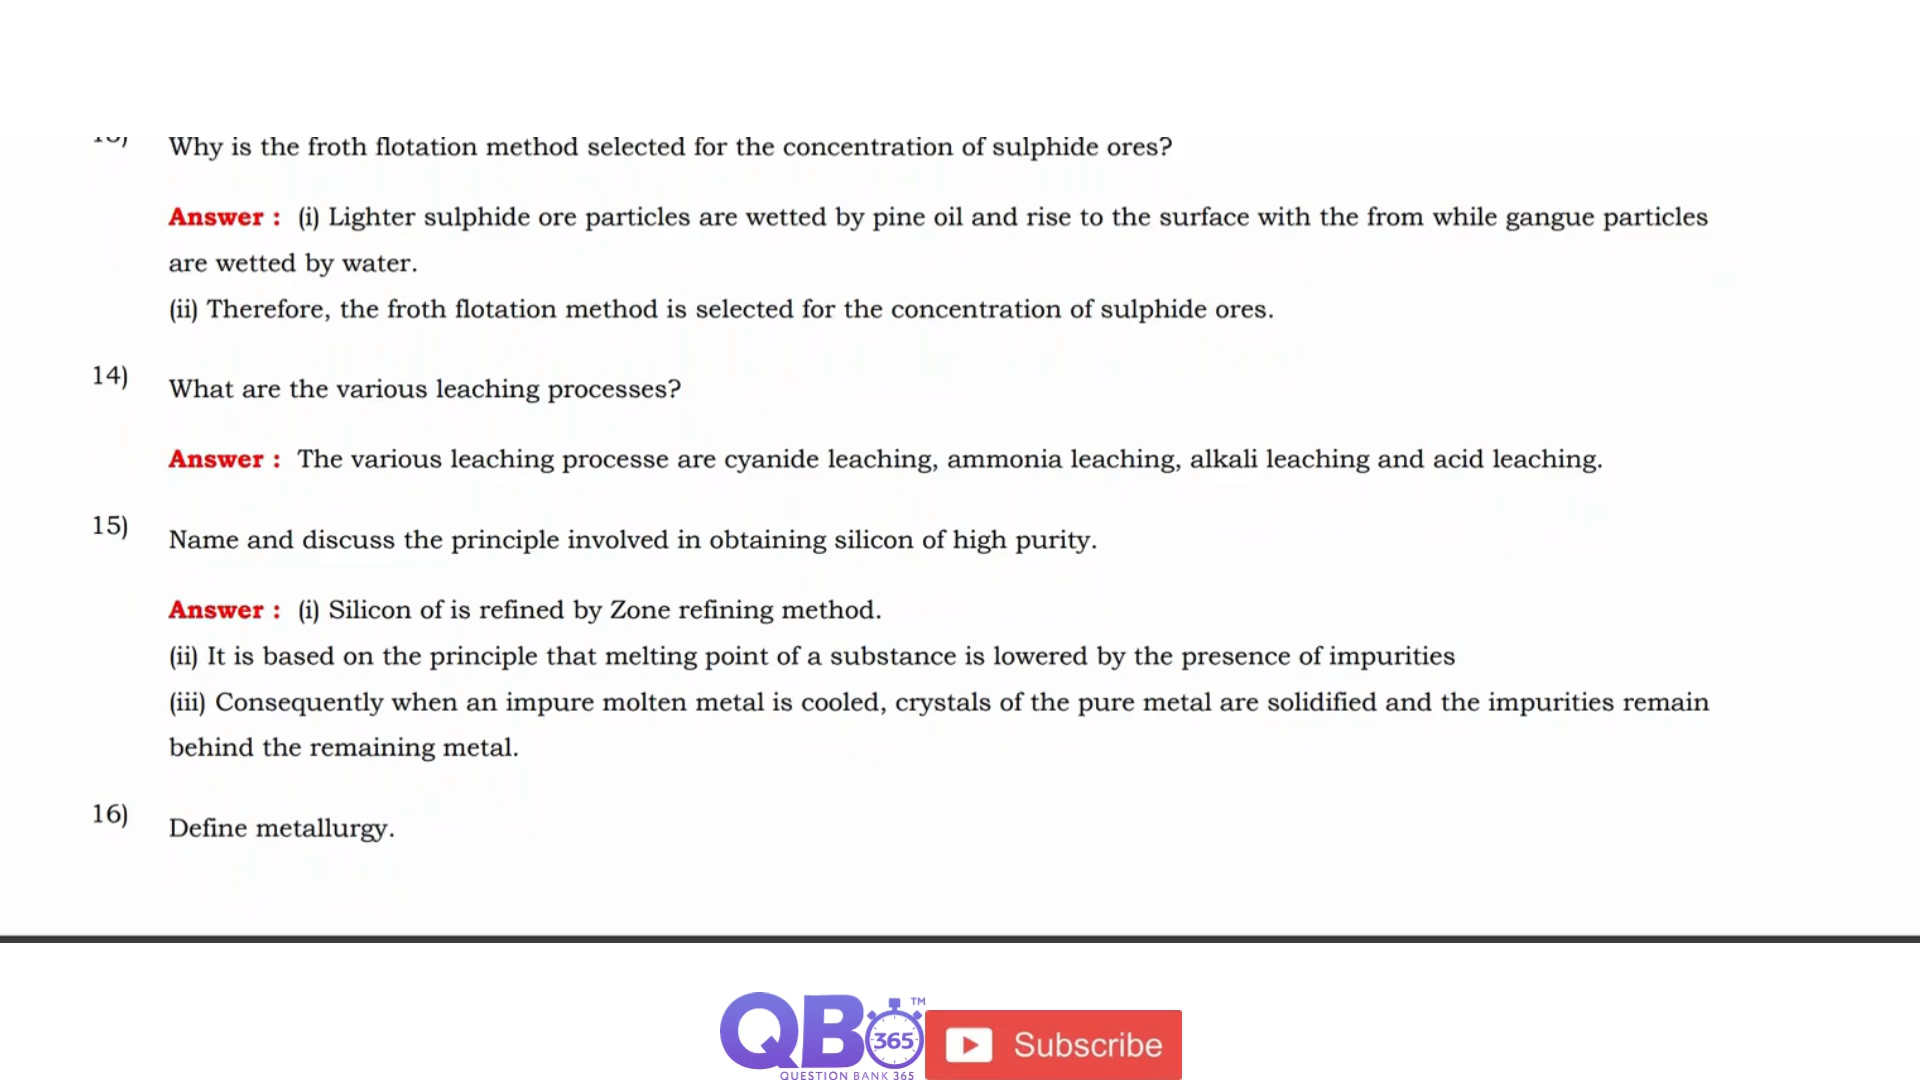 Why is the froth flotation method selected for the concentration of sulphide ores?
Answer : (i) Lighter sulphide ore particles are wetted by pine oil and rise to the surface with the from while gangue particles
are wetted by water.
(ii) Therefore, the froth flotation method is selected for the concentration of sulphide ores.
14) What are the various leaching processes?
Answer : The various leaching processe are cyanide leaching, ammonia leaching, alkali leaching and acid leaching.
15) Name and discuss the principle involved in obtaining silicon of high purity.
Answer : (i) Silicon of is refined by Zone refining method.
(ii) It is based on the principle that melting point of a substance is lowered by the presence of impurities
(iii) Consequently when an impure molten metal is cooled, crystals of the pure metal are solidified and the impurities remain
behind the remaining metal.
16) Define metallurgy.
QB 365 TM
QUESTION BANK 365
Subscribe